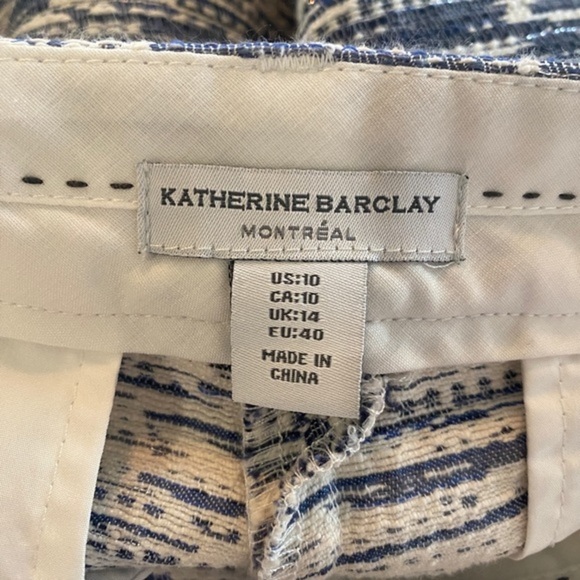 KATHERINE BARCLAY
MONTRÉAL
US:10
CA:10
UK:14
EU:40
MADE IN
CHINA